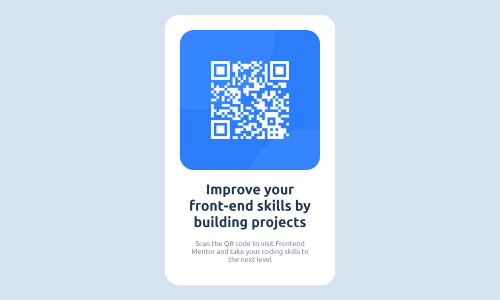 Improve your
front-end skills by
building projects
Scan the QR code to visit Frontend
Mentor and take your coding skills to
the next level